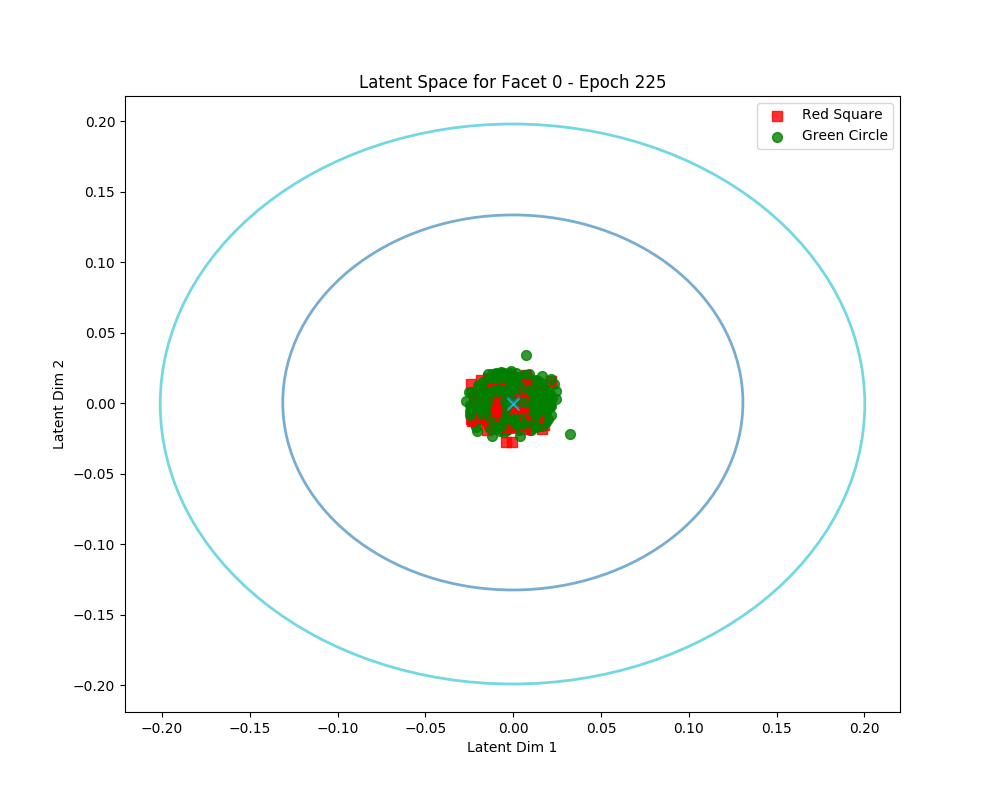 Latent Space for Facet 0 - Epoch 225
Red Square
Green Circle
0.20
0.15
0.10
0.05
0.00
−0.05
−0.10
−0.15
−0.20
Latent Dim 2
−0.20 −0.15 −0.10 −0.05 0.00 0.05 0.10 0.15 0.20
Latent Dim 1